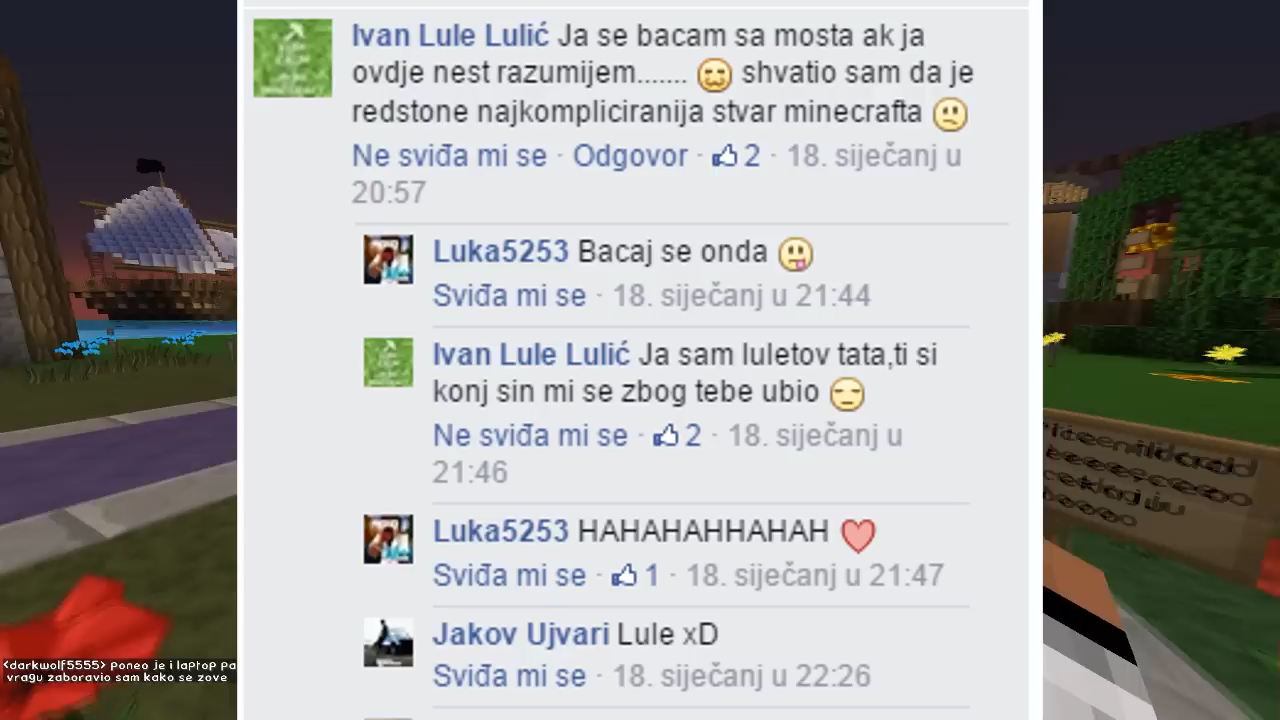 Ivan Lule Lulić Ja se bacam sa mosta ak ja
ovdje nest razumijem....... shvatio sam da je
redstone najkompliciranija stvar minecrafta
Ne sviđa mi se · Odgovor · 2 · 18. siječanj u
20:57
Luka5253 Bacaj se onda
Sviđa mi se · 18. siječanj u 21:44
Ivan Lule Lulić Ja sam luletov tata,ti si
konj sin mi se zbog tebe ubio
Ne sviđa mi se · 2 · 18. siječanj u
21:46
Luka5253 HAHAHAHHAHAH
Sviđa mi se · 1 · 18. siječanj u 21:47
Jakov Ujvari Lule xD
Sviđa mi se · 18. siječanj u 22:26
<darkwolf5555> Poneo je i laptop pa
vragu zaboravio sam kako se zove